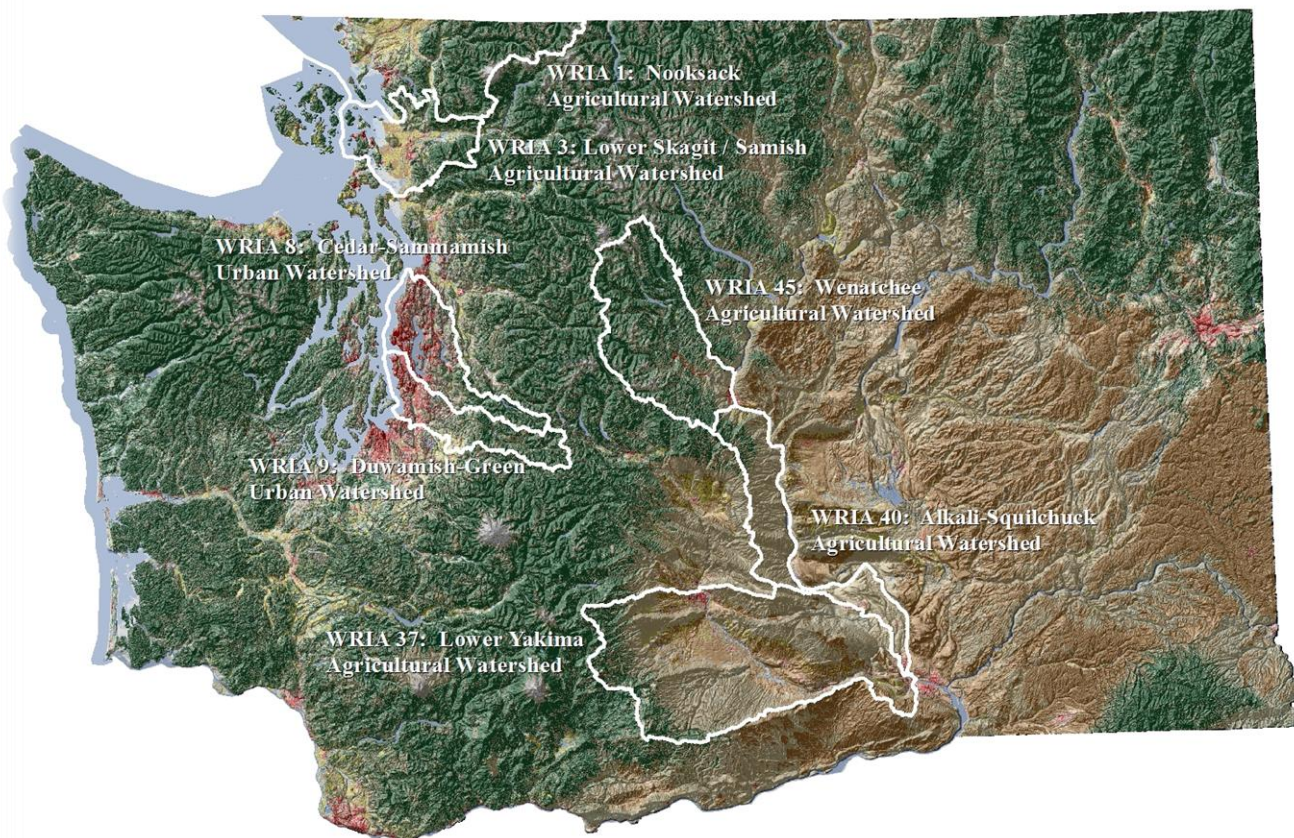 WRIA 1: Nooksack
Agricultural Watershed
WRIA 3: Lower Skagit / Samish
Agricultural Watershed
WRIA 8: Cedar-Sammamish
Urban Watershed
WRIA 45: Wenatchee
Agricultural Watershed
WRIA 9: Duwamish-Green
Urban Watershed
WRIA 40: Alkali-Squilchuck
Agricultural Watershed
WRIA 37: Lower Yakima
Agricultural Watershed